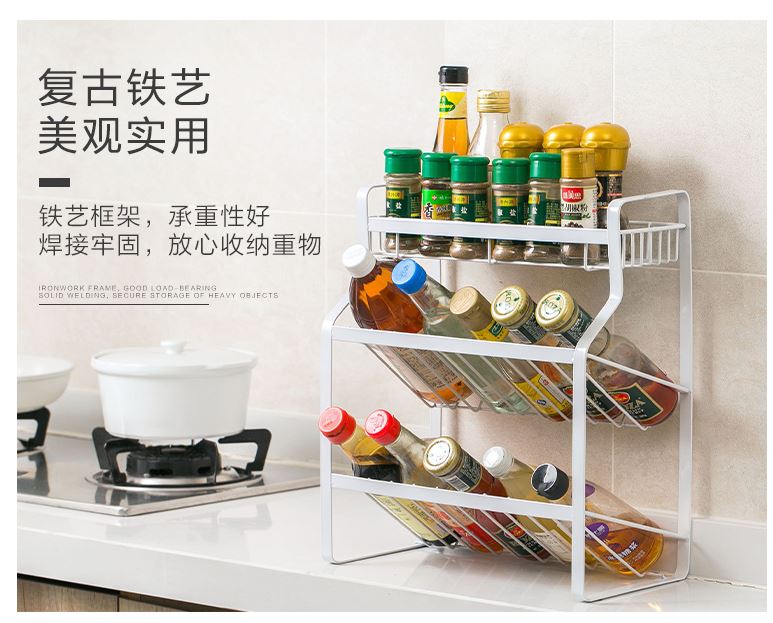 复古铁艺
美观实用
铁艺框架，承重性好
焊接牢固，放心收纳重物
IRONWORK FRAME, GOOD LOAD-BEARING
SOLID WELDING, SECURE STORAGE OF HEAVY OBJECTS